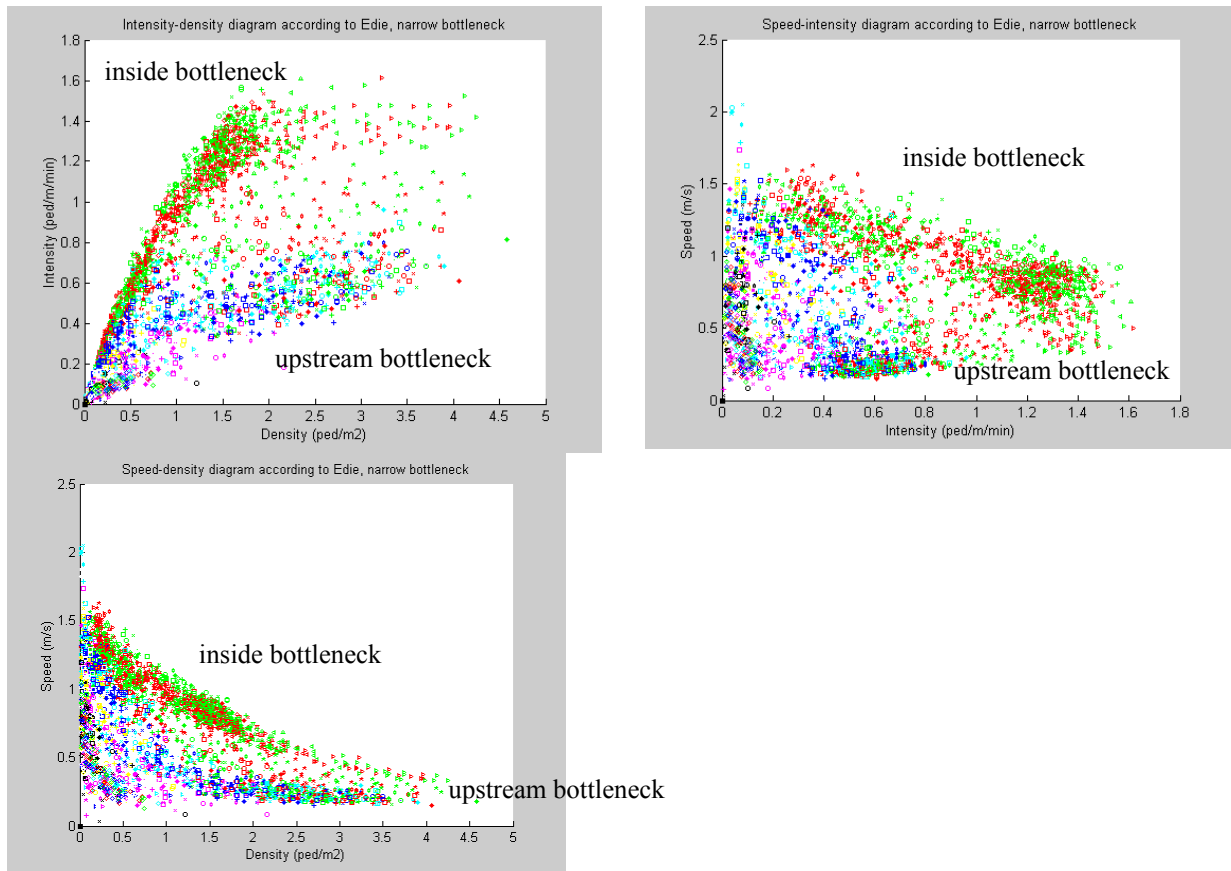 Intensity-density diagram according to Edie, narrow bottleneck
1.8
1.6
1.4
1.2
1
0.8
0.6
0.4
0.2
0
Intensity (ped/m/min)
inside bottleneck
upstream bottleneck
0 0.5 1 1.5 2 2.5 3 3.5 4 4.5 5
Density (ped/m2)
Speed-intensity diagram according to Edie, narrow bottleneck
2.5
2
1.5
1
0.5
0
Speed (m/s)
inside bottleneck
upstream bottleneck
0 0.2 0.4 0.6 0.8 1 1.2 1.4 1.6 1.8
Intensity (ped/m/min)
Speed-density diagram according to Edie, narrow bottleneck
2.5
2
1.5
1
0.5
0
Speed (m/s)
inside bottleneck
upstream bottleneck
0 0.5 1 1.5 2 2.5 3 3.5 4 4.5 5
Density (ped/m2)